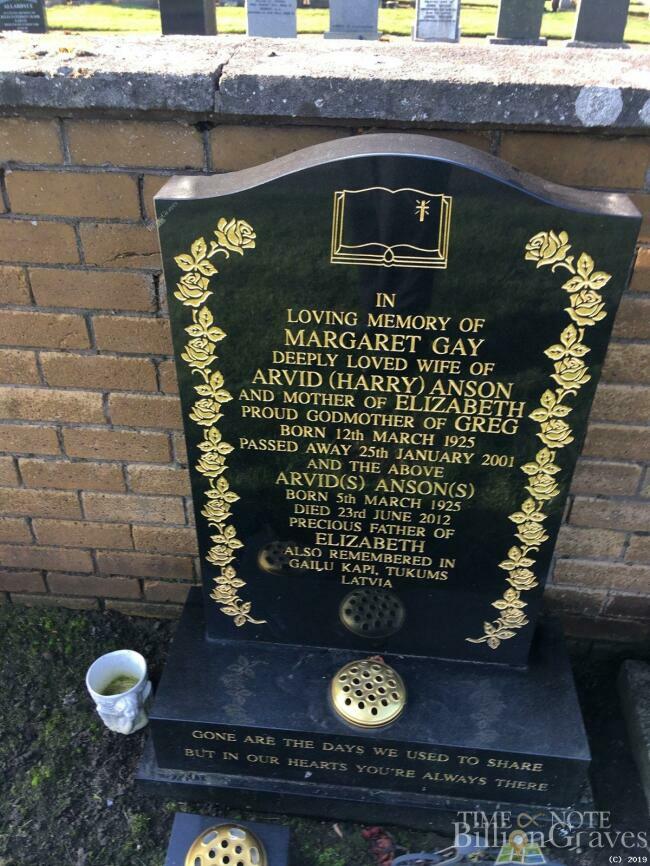 ALLARDYCE
IN
LOVING MEMORY OF
MARGARET GAY
DEEPLY LOVED WIFE OF
ARVID (HARRY) ANSON
AND MOTHER OF ELIZABETH
PROUD GODMOTHER OF GREG
BORN 12th MARCH 1925
PASSED AWAY 25th JANUARY 2001
AND THE ABOVE
ARVID(S) ANSON(S)
BORN 5th MARCH 1925
DIED 23rd JUNE 2012
PRECIOUS FATHER OF
ELIZABETH
ALSO REMEMBERED IN
GAIĻU KAPI, TUKUMS
LATVIA
GONE ARE THE DAYS WE USED TO SHARE
BUT IN OUR HEARTS YOU'RE ALWAYS THERE
TIME NOTE
BillionGraves
(C) 2019